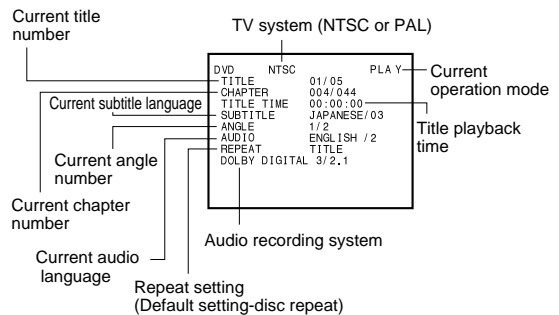 Current title
number
TV system (NTSC or PAL)
DVD NTSC PLAY
TITLE 01/05
CHAPTER 004/044
TITLE TIME 00:00:00
SUBTITLE JAPANESE/03
ANGLE 1/2
AUDIO ENGLISH /2
REPEAT TITLE
DOLBY DIGITAL 3/2.1
Current
operation mode
Title playback
time
Current subtitle language
Current angle
number
Current chapter
number
Current audio
language
Audio recording system
Repeat setting
(Default setting-disc repeat)